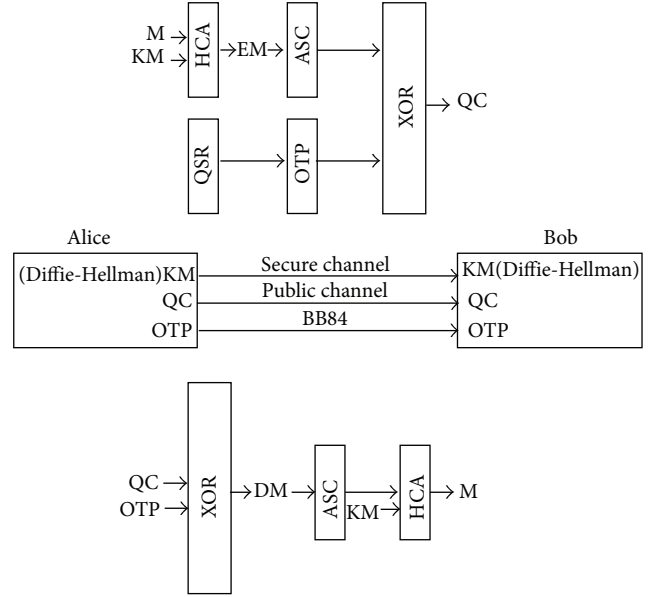 M
KM
HCA
EM
ASC
XOR
QC
QSR
OTP
Alice
Bob
(Diffie-Hellman)KM
Secure channel
KM(Diffie-Hellman)
QC
Public channel
QC
OTP
BB84
OTP
QC
OTP
XOR
DM
ASC
KM
HCA
M